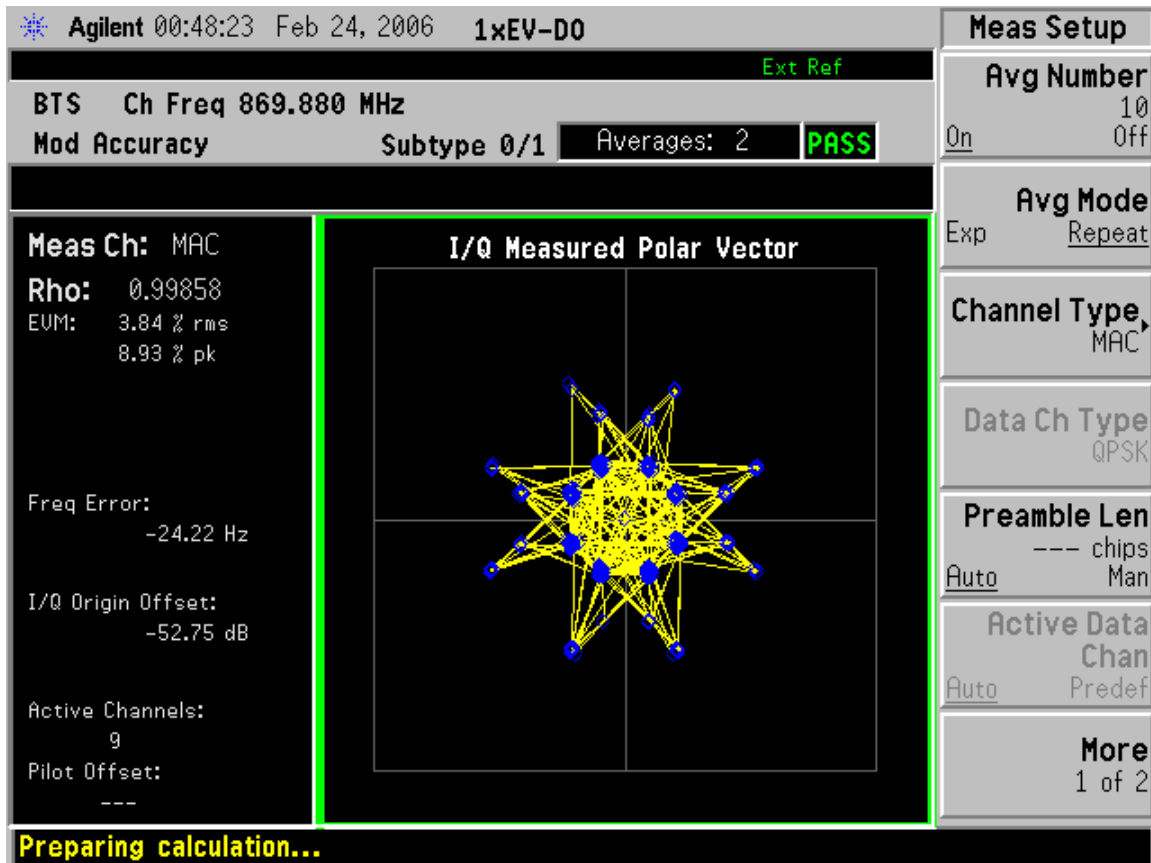 Agilent 00:48:23 Feb 24, 2006 1xEV-DO
Ext Ref
BTS Ch Freq 869.880 MHz
Mod Accuracy Subtype 0/1 Averages: 2 PASS
Meas Ch: MAC
Rho: 0.99858
EVM: 3.84 % rms
8.93 % pk
Freq Error:
-24.22 Hz
I/Q Origin Offset:
-52.75 dB
Active Channels:
9
Pilot Offset:
---
I/Q Measured Polar Vector
Meas Setup
Avg Number
10
On Off
Avg Mode
Exp Repeat
Channel Type
MAC
Data Ch Type
QPSK
Preamble Len
--- chips
Auto Man
Active Data
Chan
Auto Predef
More
1 of 2
Preparing calculation...